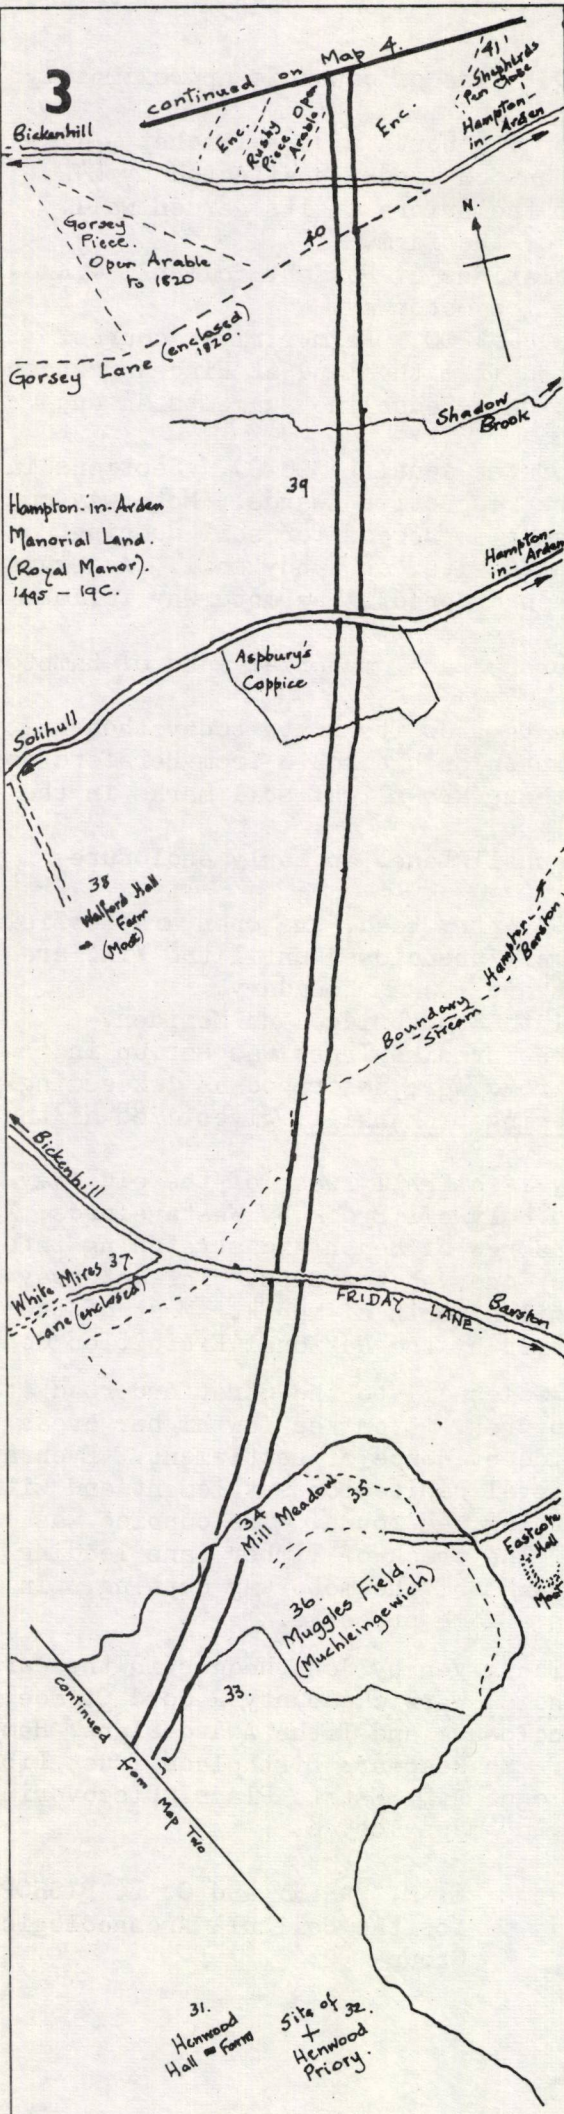 3
continued on Map 4.
41
Shepherds
Pen Close
Hampton-
in-Arden
Bickenhill
Enc.
Rushy
Piece. Open
Arable
Enc.
N.
Gorsey
Piece.
Open Arable
to 1820
40
Gorsey Lane (enclosed)
1820.
Shadow
Brook
39
Hampton-in-Arden
Manorial Land.
(Royal Manor).
1495 – 19C.
Hampton-
in-Arden
Aspbury's
Coppice
Solihull
38
Walford Hall
Farm
(Moat)
Hampton-
Barston
Boundary
Stream
Bickenhill
White Mires 37
Lane (enclosed)
FRIDAY LANE.
Barston
34
Mill Meadow
35
Eastcote
Hall
Moat
36.
Muggles Field
(Muchleingewich)
33.
continued from Map Two
31.
Henwood
Hall Farm
Site of 32.
Henwood
Priory.